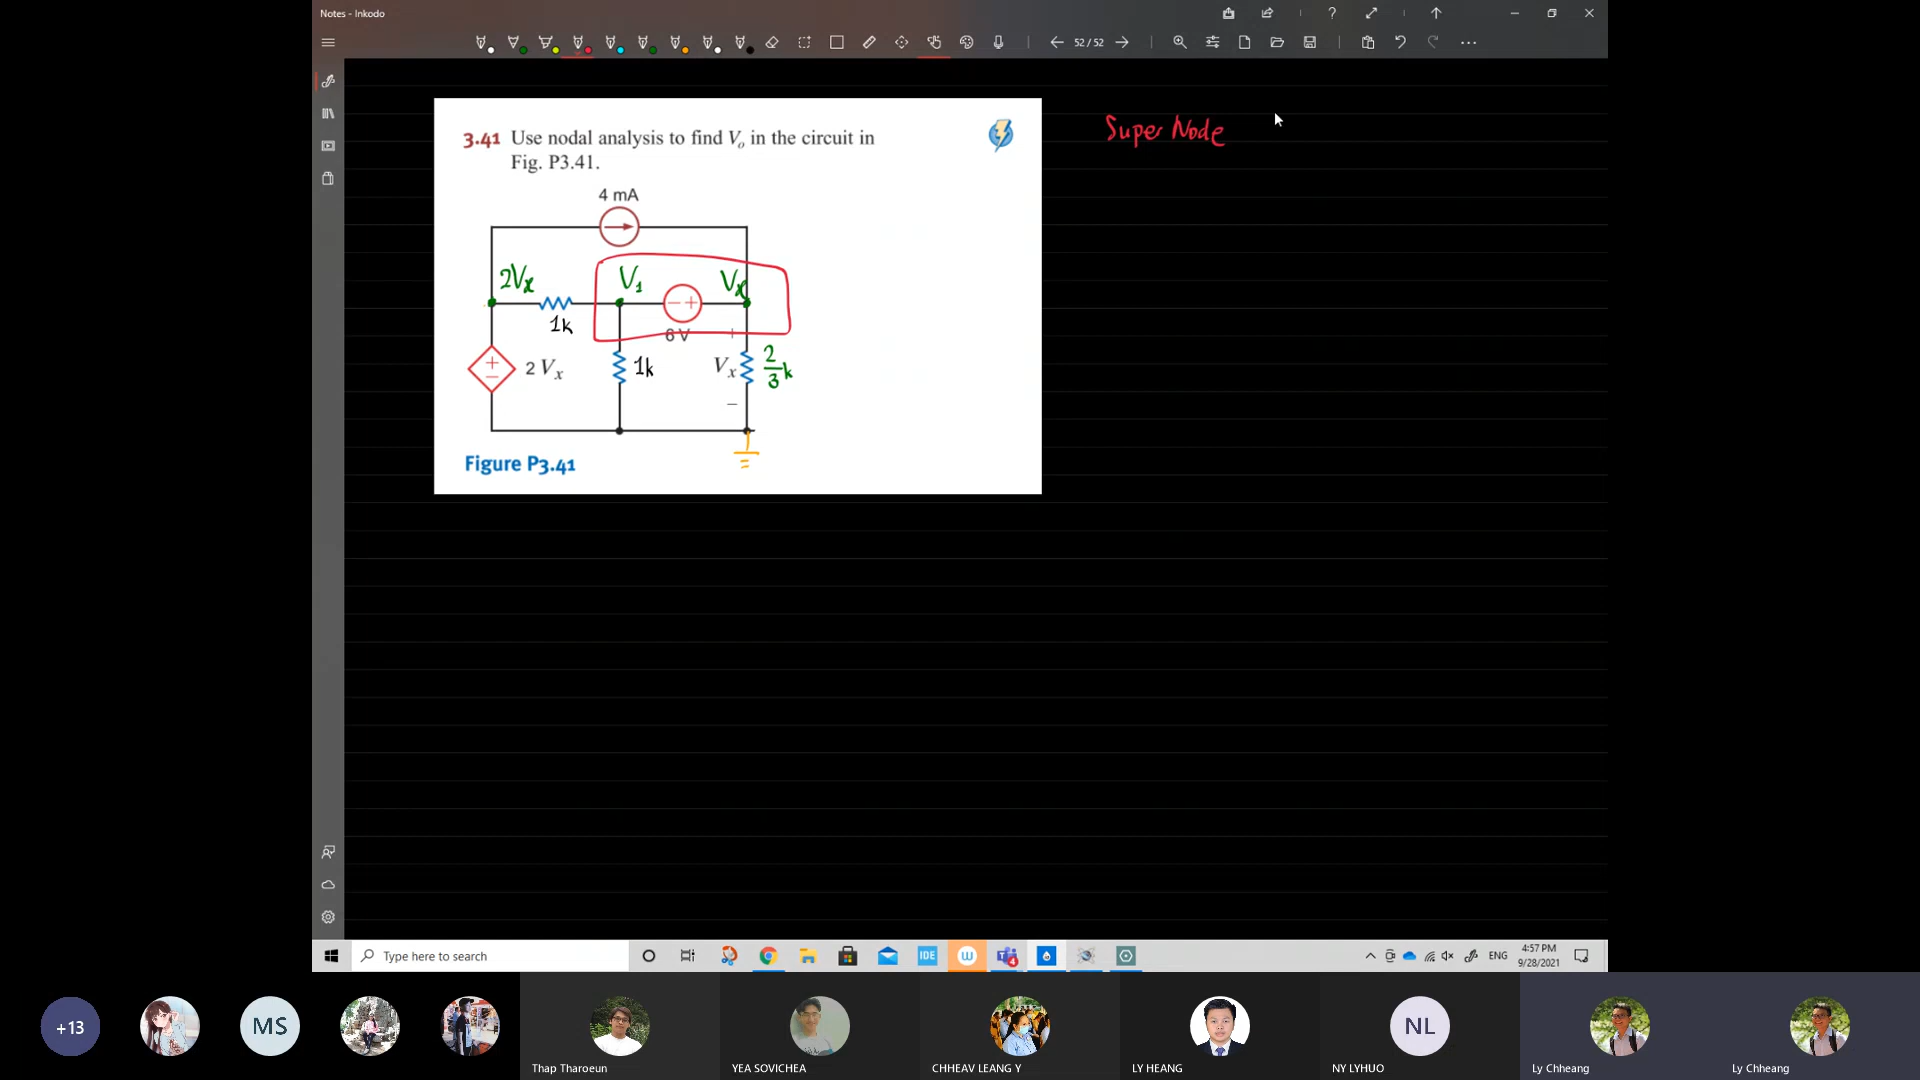 Notes - Inkodo
52 / 52
3.41 Use nodal analysis to find Vₒ in the circuit in
Fig. P3.41.
Super Node
4 mA
2Vx
V1
Vx
1k
6 V
+
2 Vx
1k
Vx
2/3 k
−
Figure P3.41
Type here to search
IDE
4
ENG
4:57 PM
9/28/2021
+13
MS
NL
Thap Tharoeun
YEA SOVICHEA
CHHEAV LEANG Y
LY HEANG
NY LYHUO
Ly Chheang
Ly Chheang